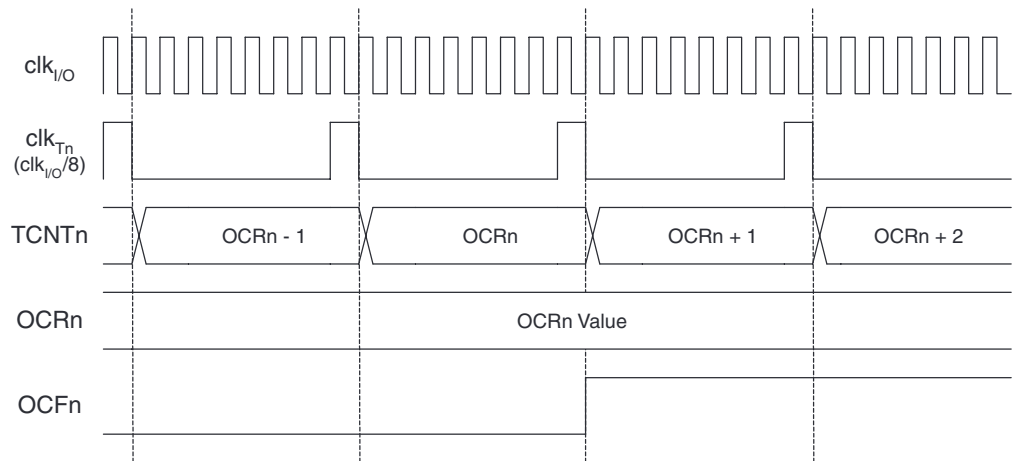 clkI/O
clkTn
(clkI/O/8)
TCNTn
OCRn - 1
OCRn
OCRn + 1
OCRn + 2
OCRn
OCRn Value
OCFn